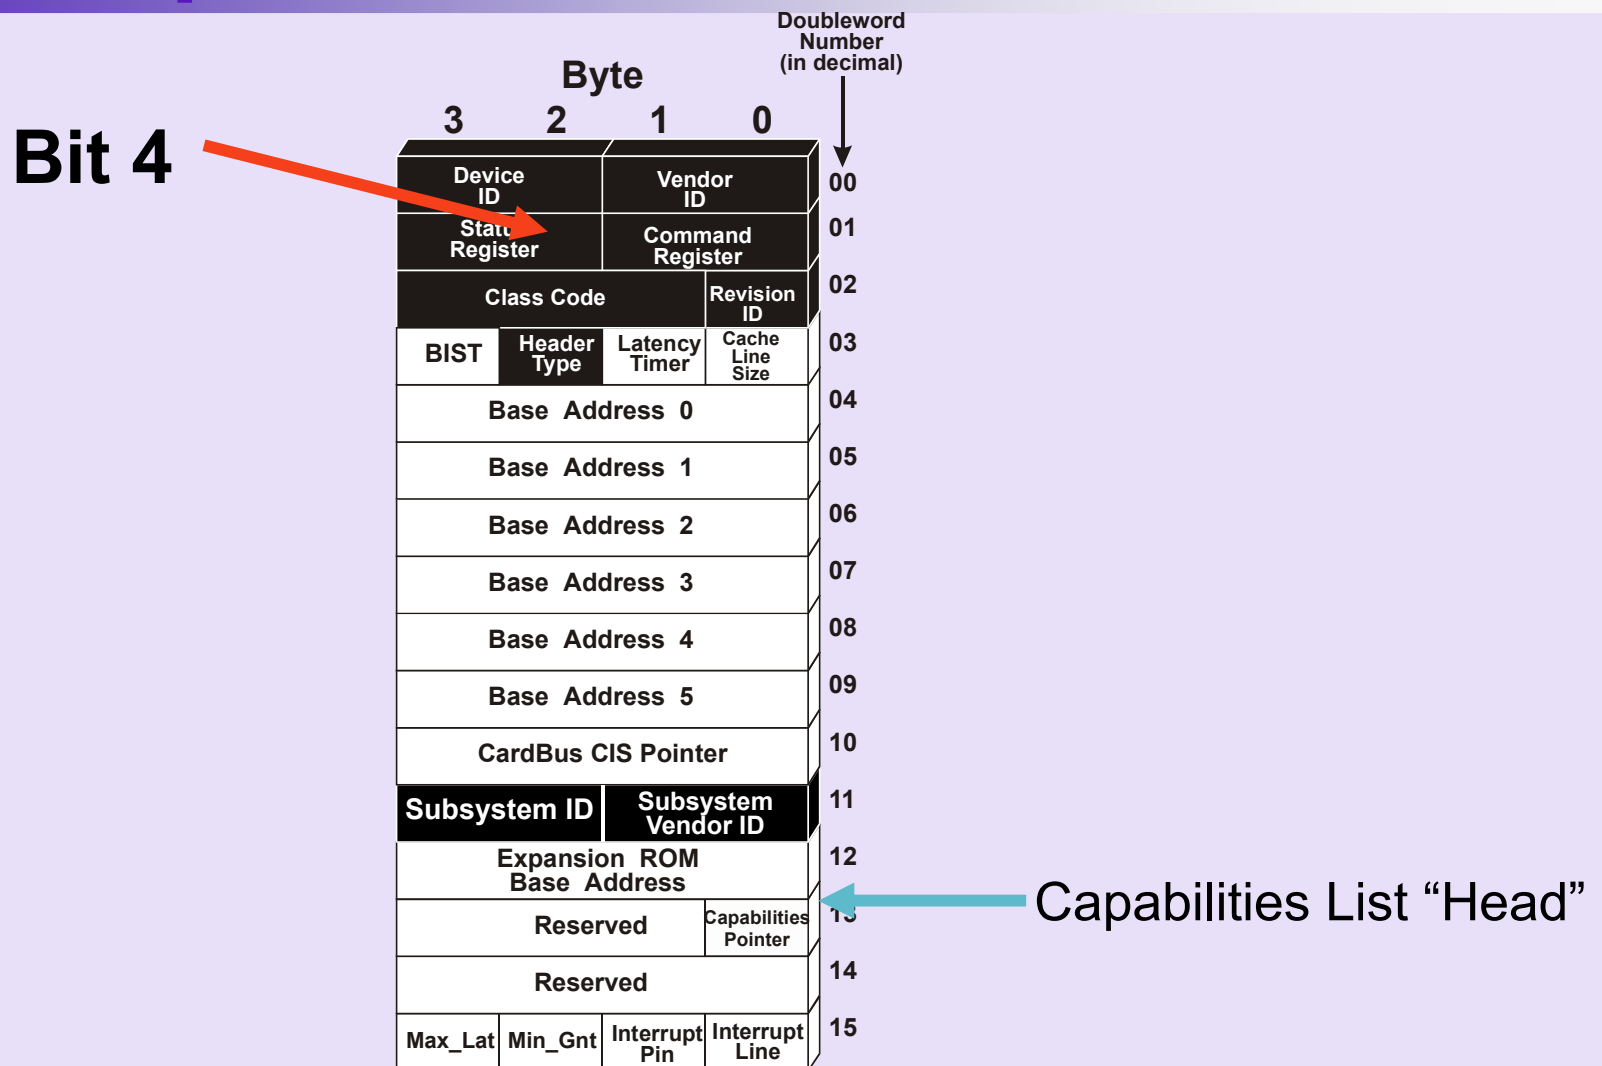 Doubleword
Number
(in decimal)
Byte
3 2 1 0
Bit 4
Device
ID
Vendor
ID
00
Register
Command
Register
01
Class Code
Revision
ID
02
BIST
Header
Type
Latency
Timer
Cache
Line
Size
03
Base Address 0
04
Base Address 1
05
Base Address 2
06
Base Address 3
07
Base Address 4
08
Base Address 5
09
CardBus CIS Pointer
10
Subsystem ID
Subsystem
Vendor ID
11
Expansion ROM
Base Address
12
Reserved
Capabilities
Pointer
13
Capabilities List “Head”
Reserved
14
Max_Lat
Min_Gnt
Interrupt
Pin
Interrupt
Line
15